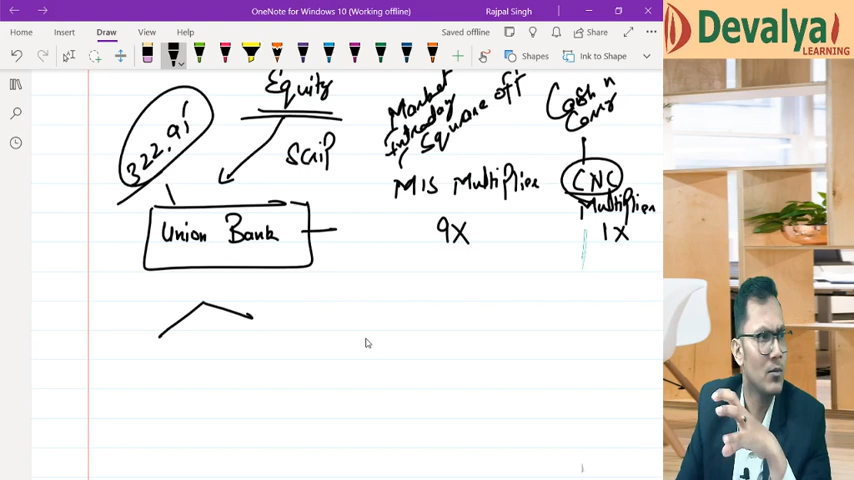 OneNote for Windows 10 (Working offline)
Rajpal Singh
Home Insert Draw View Help
Saved offline
Share
Shapes
Ink to Shape
Devalya
LEARNING
322.95
Equity
Scrip
Market
Intraday
Square off
MIS Multiplier
Cash n
Carry
CNC
Multiplier
Union Bank
9X
1X